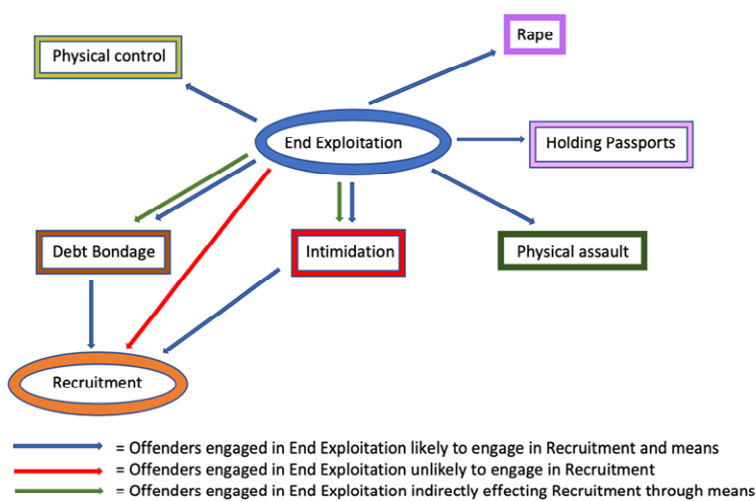 Rape
Physical control
End Exploitation
Holding Passports
Debt Bondage
Intimidation
Physical assault
Recruitment
= Offenders engaged in End Exploitation likely to engage in Recruitment and means
= Offenders engaged in End Exploitation unlikely to engage in Recruitment
= Offenders engaged in End Exploitation indirectly effecting Recruitment through means